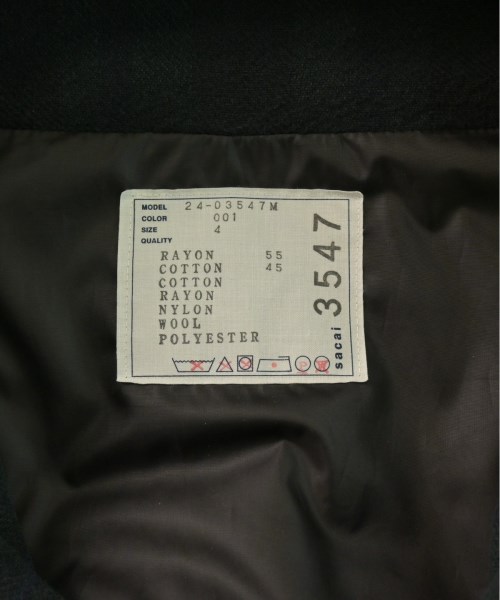 MODEL 24-03547M
COLOR 001
SIZE 4
QUALITY
RAYON 55
COTTON 45
COTTON
RAYON
NYLON
WOOL
POLYESTER
sacai 3547
P